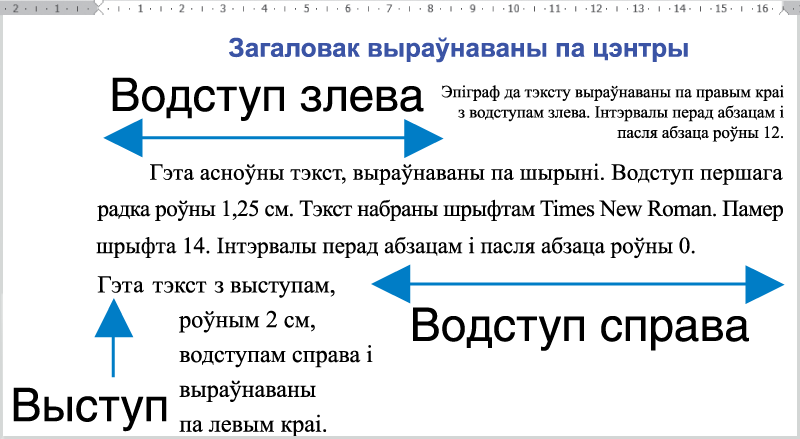 2 1 1 2 3 4 5 6 7 8 9 10 11 12 13 14 15 16
Загаловак выраўнаваны па цэнтры
Водступ злева
Эпіграф да тэксту выраўнаваны па правым краі
з водступам злева. Інтэрвалы перад абзацам і
пасля абзаца роўны 12.
Гэта асноўны тэкст, выраўнаваны па шырыні. Водступ першага
радка роўны 1,25 см. Тэкст набраны шрыфтам Times New Roman. Памер
шрыфта 14. Інтэрвалы перад абзацам і пасля абзаца роўны 0.
Гэта тэкст з выступам,
роўным 2 см,
водступам справа і
выраўнаваны
па левым краі.
Водступ справа
Выступ